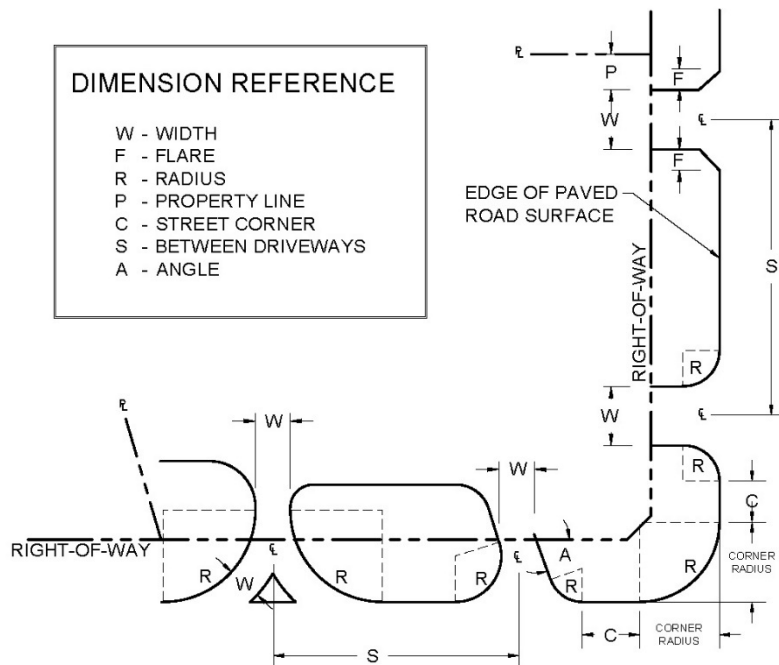 DIMENSION REFERENCE
W - WIDTH
F - FLARE
R - RADIUS
P - PROPERTY LINE
C - STREET CORNER
S - BETWEEN DRIVEWAYS
A - ANGLE
℄
P
F
W
℄
F
EDGE OF PAVED
ROAD SURFACE
S
RIGHT-OF-WAY
R
W
℄
R
C
CORNER
RADIUS
℄
W
W
RIGHT-OF-WAY
℄
℄
A
R
W
R
R
R
R
C
CORNER
RADIUS
S